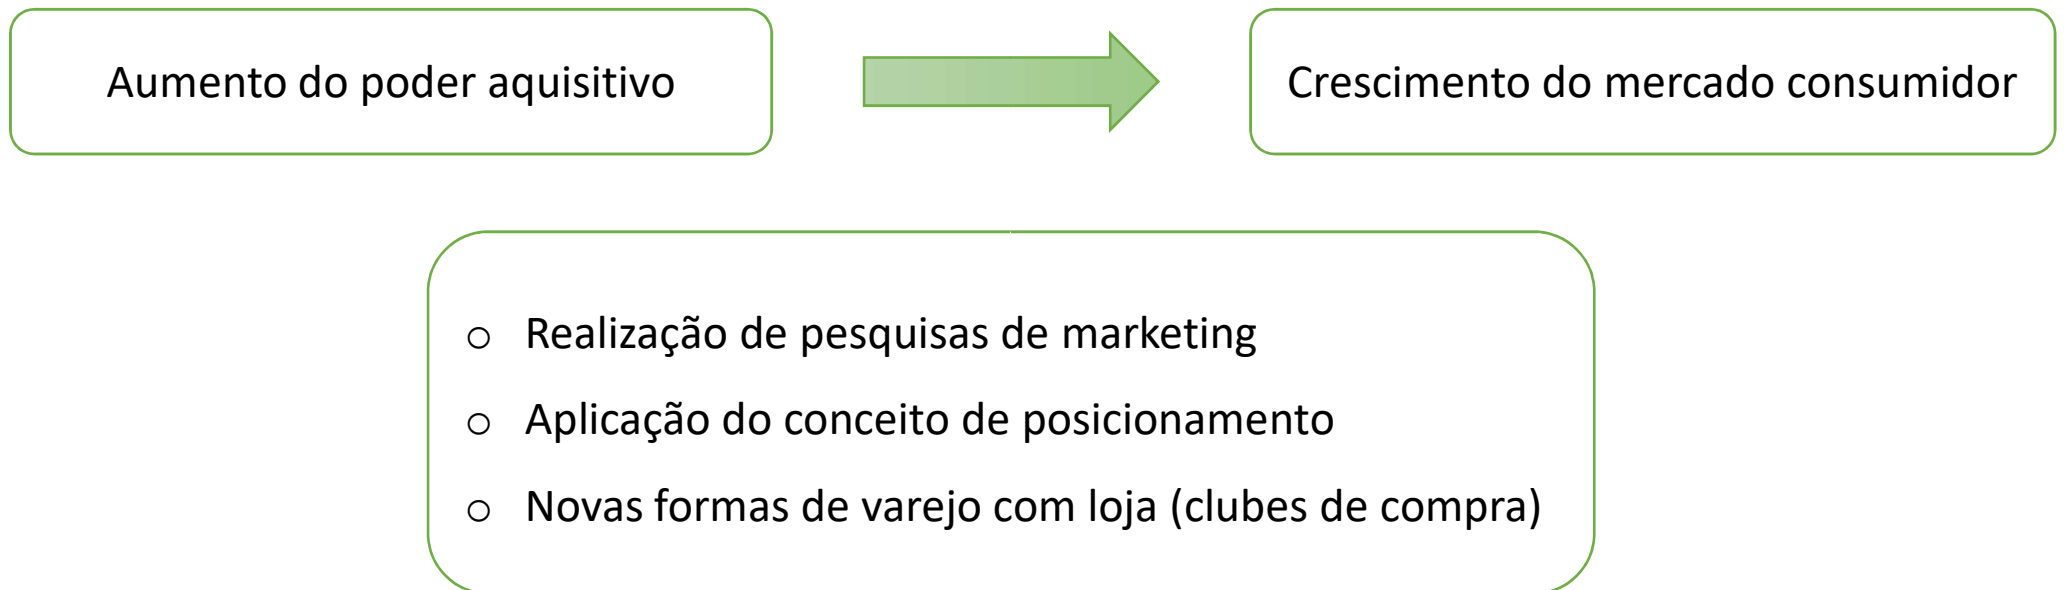 Aumento do poder aquisitivo
Crescimento do mercado consumidor
o Realização de pesquisas de marketing
o Aplicação do conceito de posicionamento
o Novas formas de varejo com loja (clubes de compra)